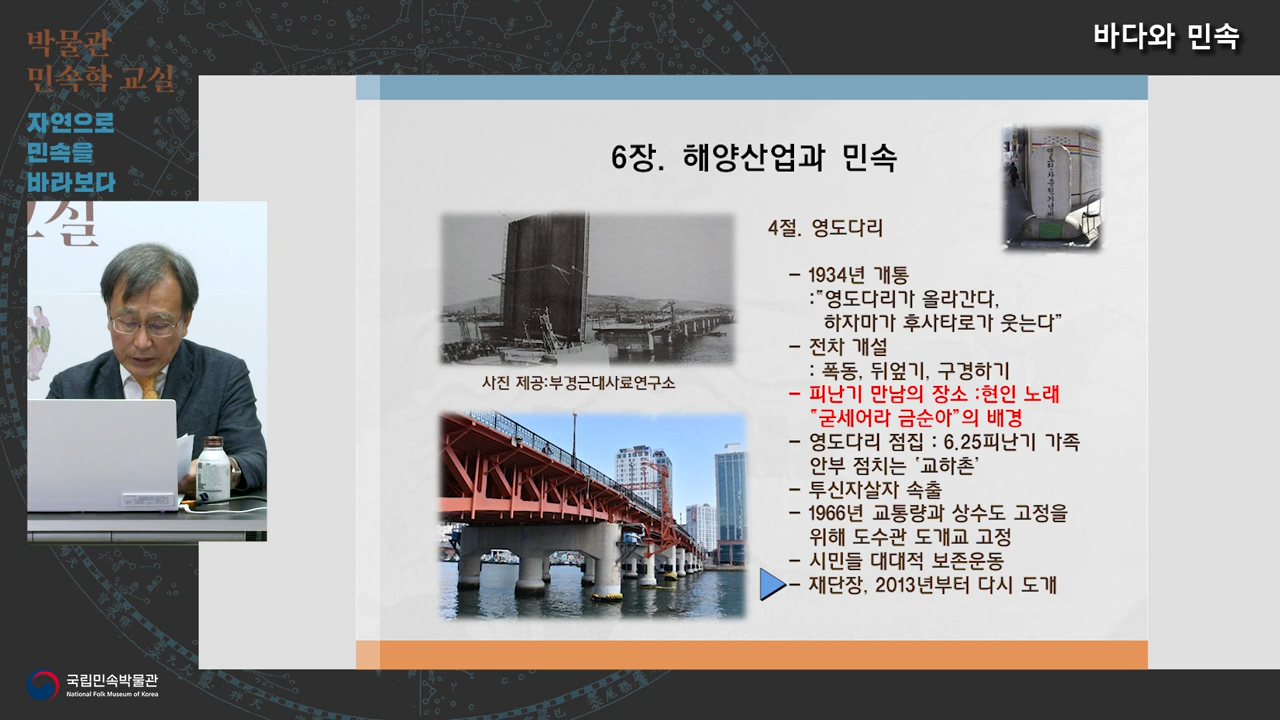 바다와 민속
박물관
민속학 교실
자연으로
민속을
바라보다
교실
6장. 해양산업과 민속
4절. 영도다리
- 1934년 개통
:“영도다리가 올라간다,
하자마가 후사타로가 웃는다”
- 전차 개설
: 폭동, 뒤엎기, 구경하기
- 피난기 만남의 장소 :현인 노래
“굳세어라 금순아”의 배경
- 영도다리 점집 : 6.25피난기 가족
안부 점치는 ‘교하촌’
- 투신자살자 속출
- 1966년 교통량과 상수도 고정을
위해 도수관 도개교 고정
- 시민들 대대적 보존운동
- 재단장, 2013년부터 다시 도개
사진 제공:부경근대사료연구소
국립민속박물관
National Folk Museum of Korea